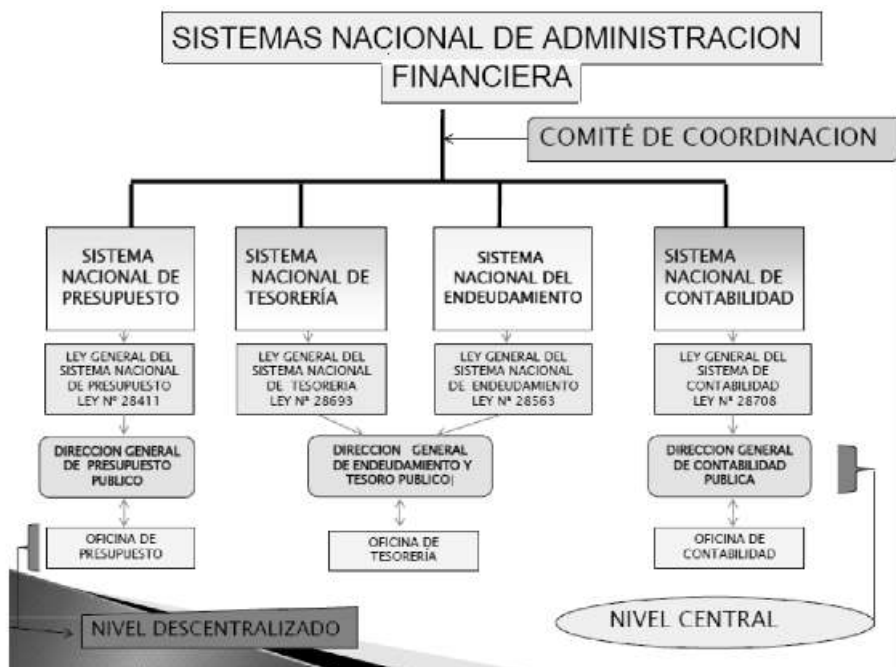 SISTEMAS NACIONAL DE ADMINISTRACION
FINANCIERA
COMITÉ DE COORDINACION
SISTEMA
NACIONAL DE
PRESUPUESTO
SISTEMA
NACIONAL DE
TESORERÍA
SISTEMA
NACIONAL DEL
ENDEUDAMIENTO
SISTEMA
NACIONAL DE
CONTABILIDAD
LEY GENERAL DEL
SISTEMA NACIONAL
DE PRESUPUESTO
LEY Nª 28411
LEY GENERAL DEL
SISTEMA NACIONAL
DE TESORERIA
LEY Nª 28693
LEY GENERAL DEL
SISTEMA NACIONAL
DE ENDEUDAMIENTO
LEY Nª 28563
LEY GENERAL DEL
SISTEMA DE
CONTABILIDAD
LEY Nª 28708
DIRECCION GENERAL
DE PRESUPUESTO
PUBLICO
DIRECCION GENERAL
DE ENDEUDAMIENTO Y
TESORO PUBLICO|
DIRECCION GENERAL
DE CONTABILIDAD
PUBLICA
OFICINA DE
PRESUPUESTO
OFICINA DE
TESORERÍA
OFICINA DE
CONTABILIDAD
NIVEL DESCENTRALIZADO
NIVEL CENTRAL